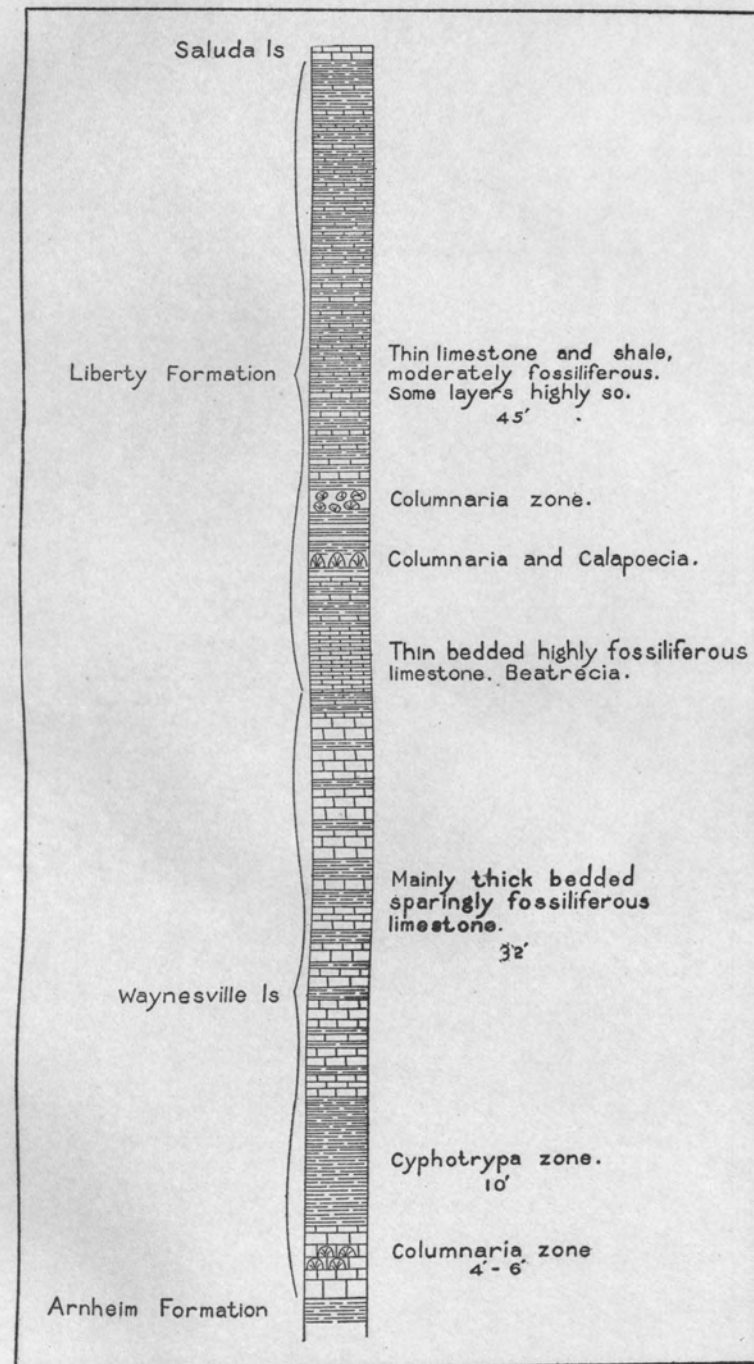 Saluda ls
Liberty Formation
Thin limestone and shale,
moderately fossiliferous.
Some layers highly so.
45'
Columnaria zone.
Columnaria and Calapoecia.
Thin bedded highly fossiliferous
limestone. Beatrecia.
Mainly thick bedded
sparingly fossiliferous
limestone.
32'
Waynesville ls
Cyphotrypa zone.
10'
Columnaria zone
4' - 6'
Arnheim Formation